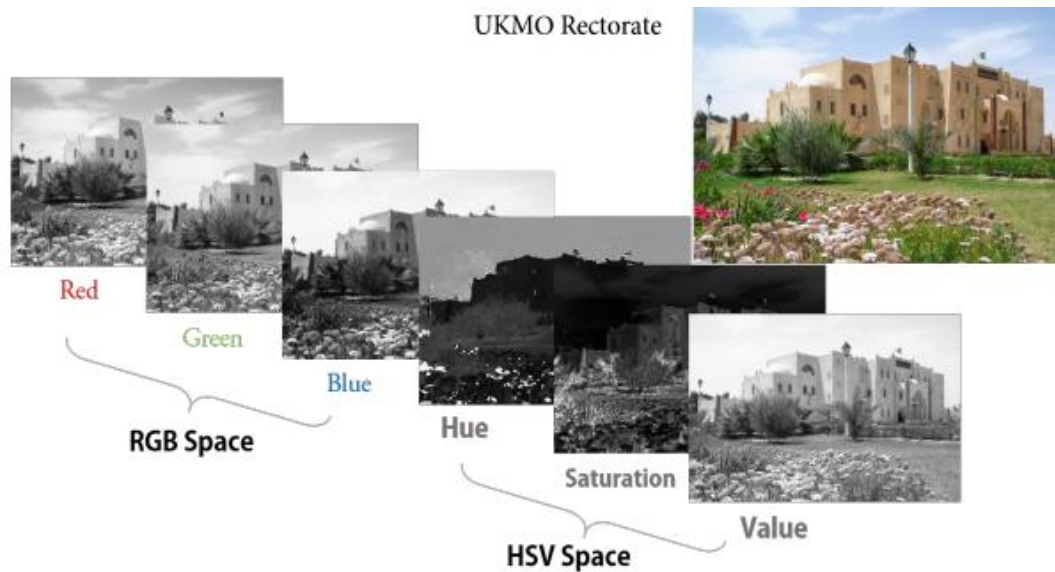 UKMO Rectorate
Red
Green
Blue
RGB Space
Hue
Saturation
Value
HSV Space